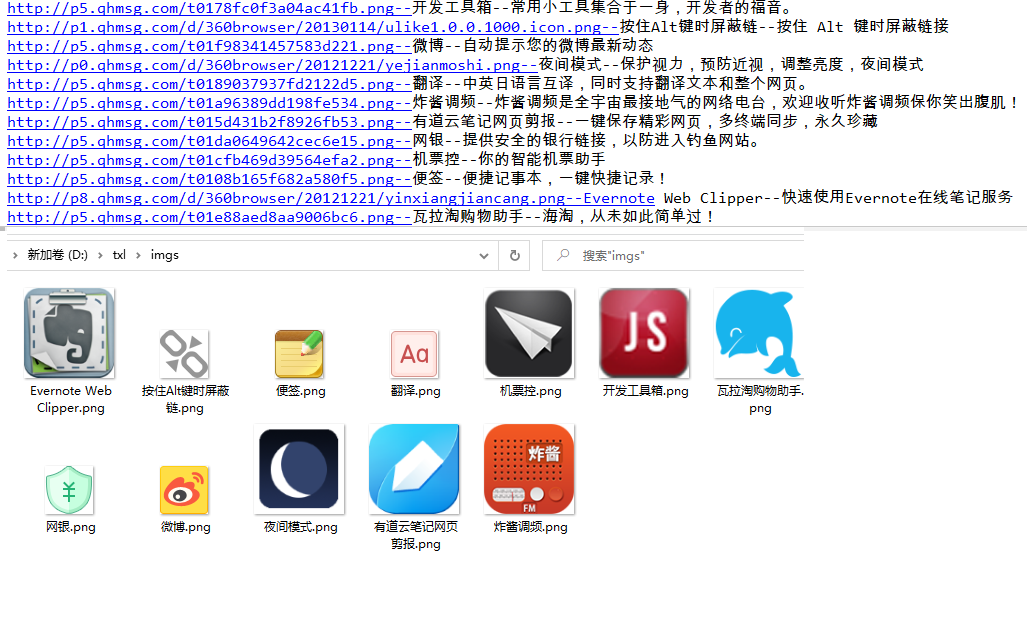 http://p5.qhmsg.com/t0178fc0f3a04ac41fb.png--开发工具箱--常用小工具集合于一身，开发者的福音。
http://p1.qhmsg.com/d/360browser/20130114/ulike1.0.0.1000.icon.png--按住Alt键时屏蔽链--按住 Alt 键时屏蔽链接
http://p5.qhmsg.com/t01f98341457583d221.png--微博--自动提示您的微博最新动态
http://p0.qhmsg.com/d/360browser/20121221/yejianmoshi.png--夜间模式--保护视力，预防近视，调整亮度，夜间模式
http://p5.qhmsg.com/t0189037937fd2122d5.png--翻译--中英日语言互译，同时支持翻译文本和整个网页。
http://p5.qhmsg.com/t01a96389dd198fe534.png--炸酱调频--炸酱调频是全宇宙最接地气的网络电台，欢迎收听炸酱调频保你笑出腹肌！
http://p5.qhmsg.com/t015d431b2f8926fb53.png--有道云笔记网页剪报--一键保存精彩网页，多终端同步，永久珍藏
http://p5.qhmsg.com/t01da0649642cec6e15.png--网银--提供安全的银行链接，以防进入钓鱼网站。
http://p5.qhmsg.com/t01cfb469d39564efa2.png--机票控--你的智能机票助手
http://p5.qhmsg.com/t0108b165f682a580f5.png--便签--便捷记事本，一键快捷记录！
http://p8.qhmsg.com/d/360browser/20121221/yinxiangjiancang.png--Evernote Web Clipper--快速使用Evernote在线笔记服务
http://p5.qhmsg.com/t01e88aed8aa9006bc6.png--瓦拉淘购物助手--海淘，从未如此简单过！
新加卷 (D:) › txl › imgs
搜索"imgs"
Aa
JS
Evernote Web
Clipper.png
按住Alt键时屏蔽
链.png
便签.png
翻译.png
机票控.png
开发工具箱.png
瓦拉淘购物助手.
png
¥
炸酱
FM
网银.png
微博.png
夜间模式.png
有道云笔记网页
剪报.png
炸酱调频.png